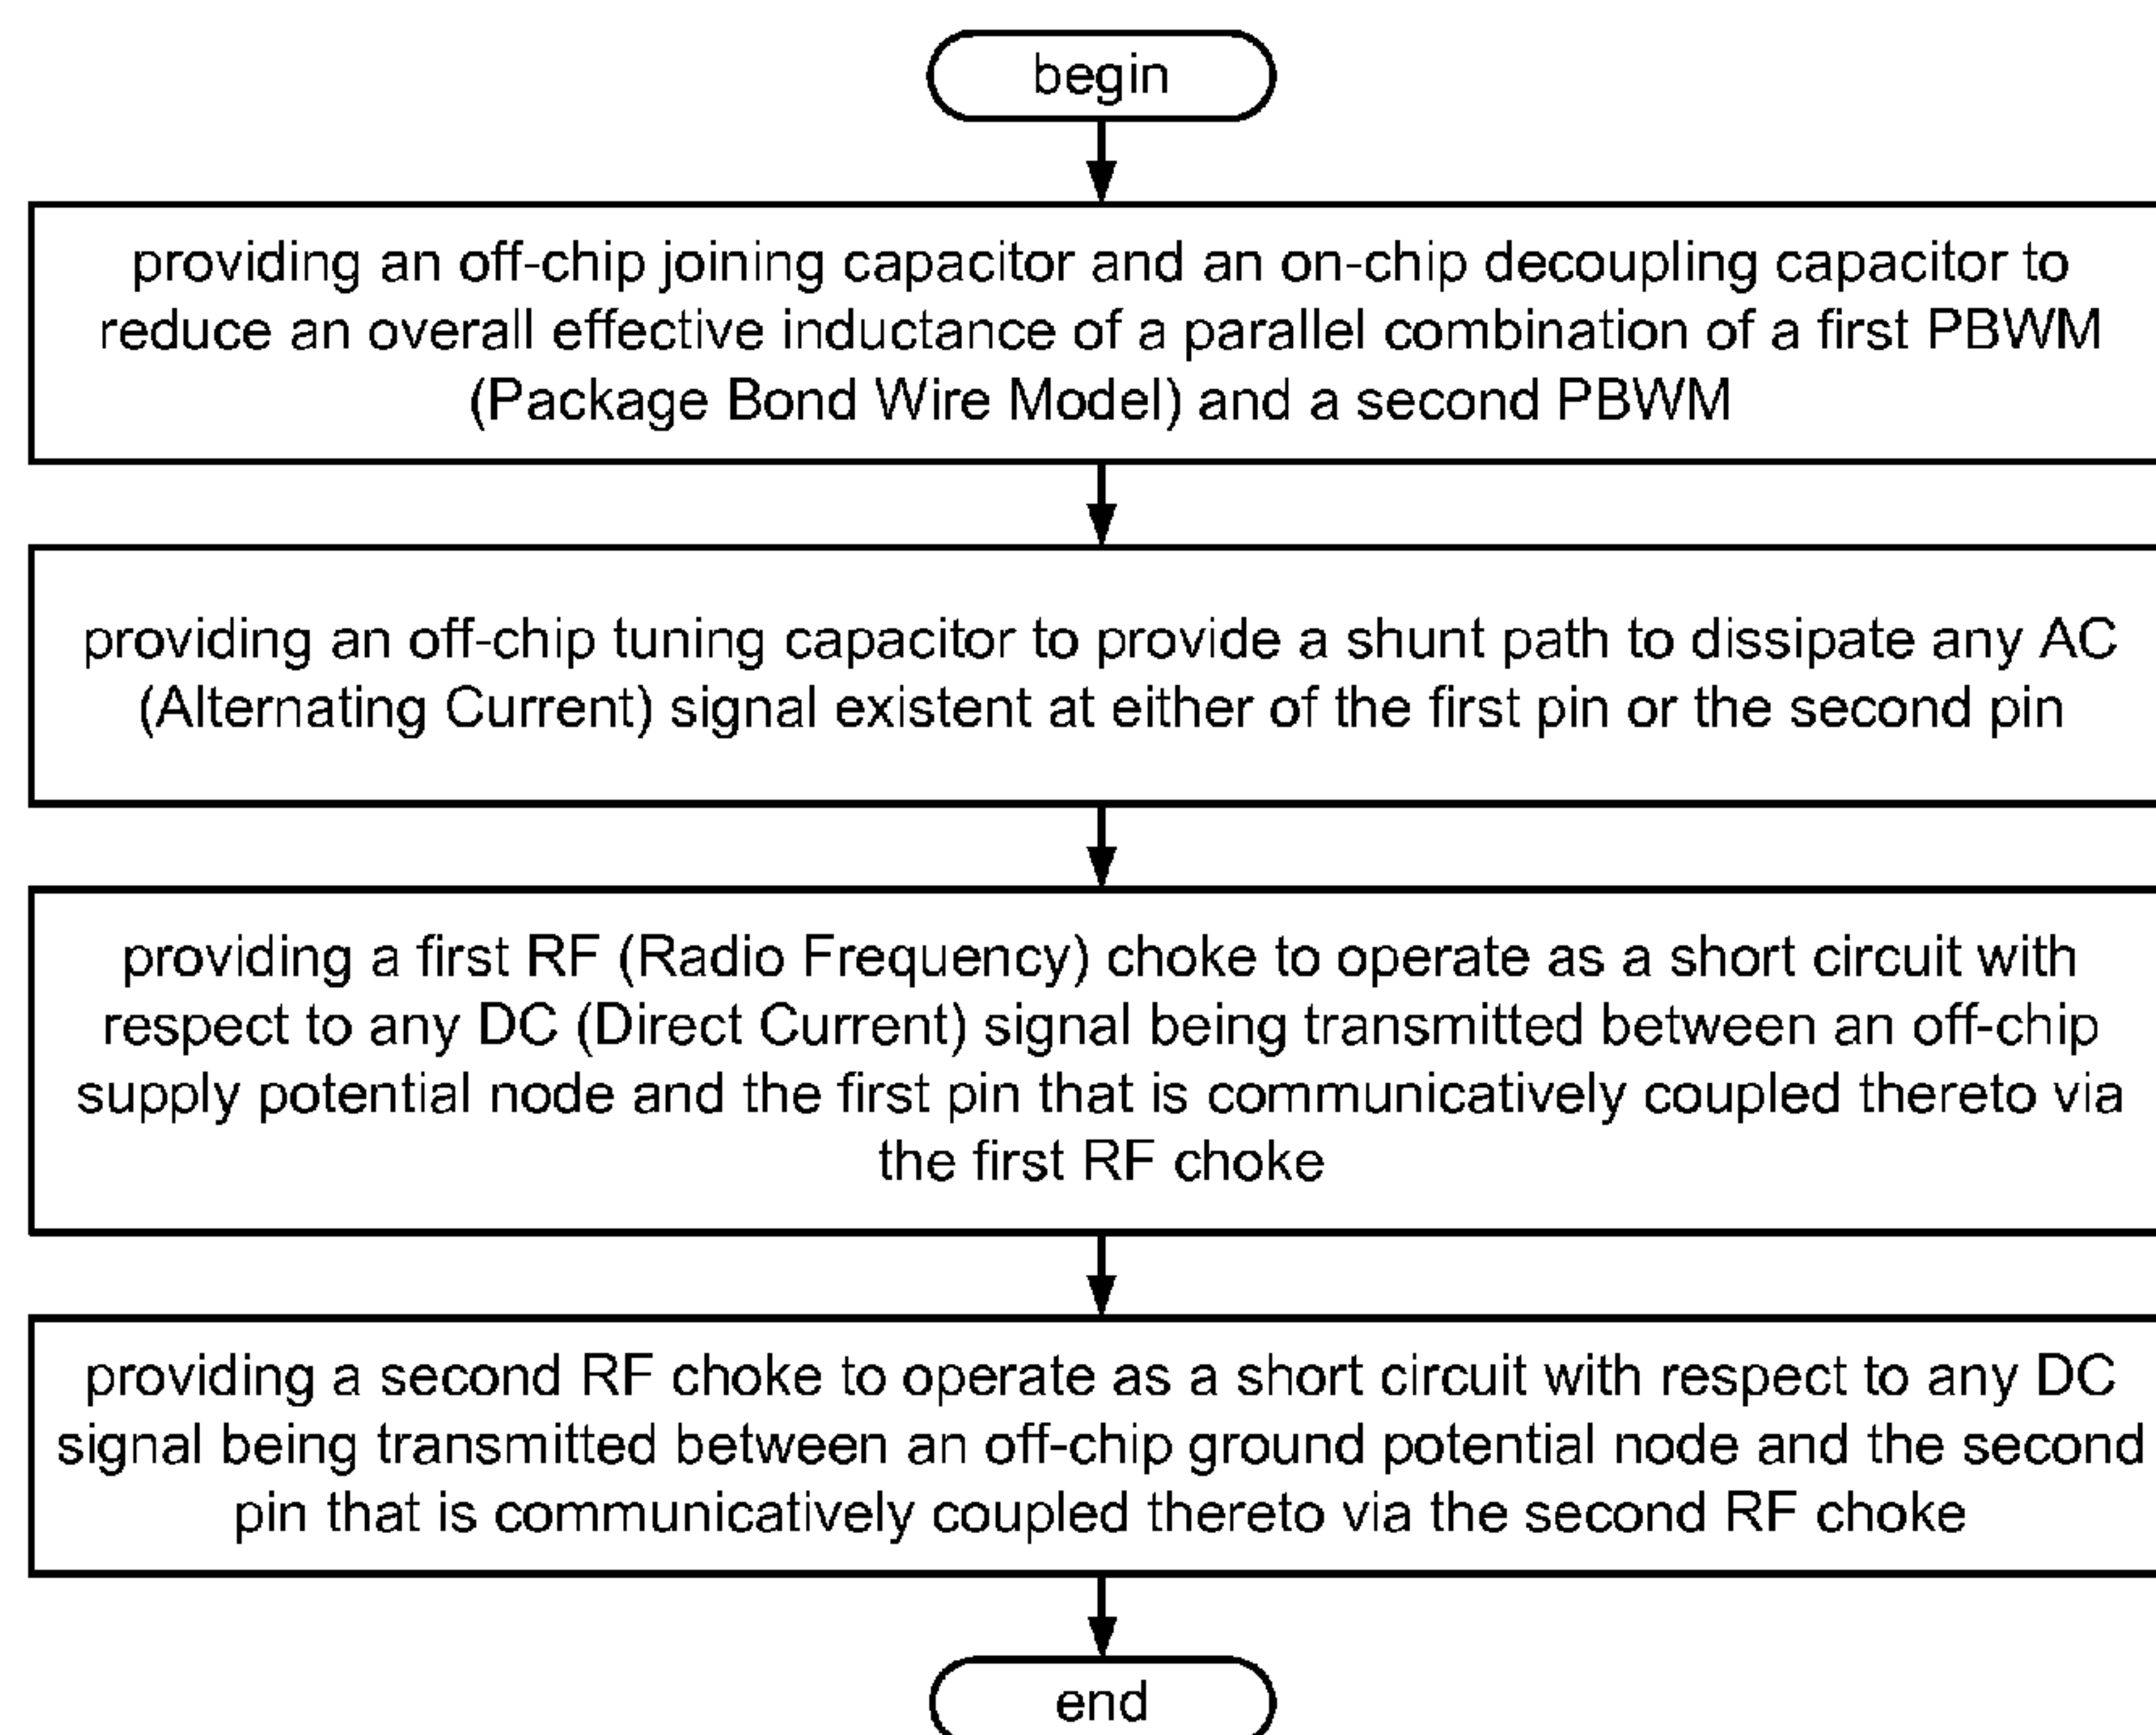 begin
providing an off-chip joining capacitor and an on-chip decoupling capacitor to
reduce an overall effective inductance of a parallel combination of a first PBWM
(Package Bond Wire Model) and a second PBWM
providing an off-chip tuning capacitor to provide a shunt path to dissipate any AC
(Alternating Current) signal existent at either of the first pin or the second pin
providing a first RF (Radio Frequency) choke to operate as a short circuit with
respect to any DC (Direct Current) signal being transmitted between an off-chip
supply potential node and the first pin that is communicatively coupled thereto via
the first RF choke
providing a second RF choke to operate as a short circuit with respect to any DC
signal being transmitted between an off-chip ground potential node and the second
pin that is communicatively coupled thereto via the second RF choke
end